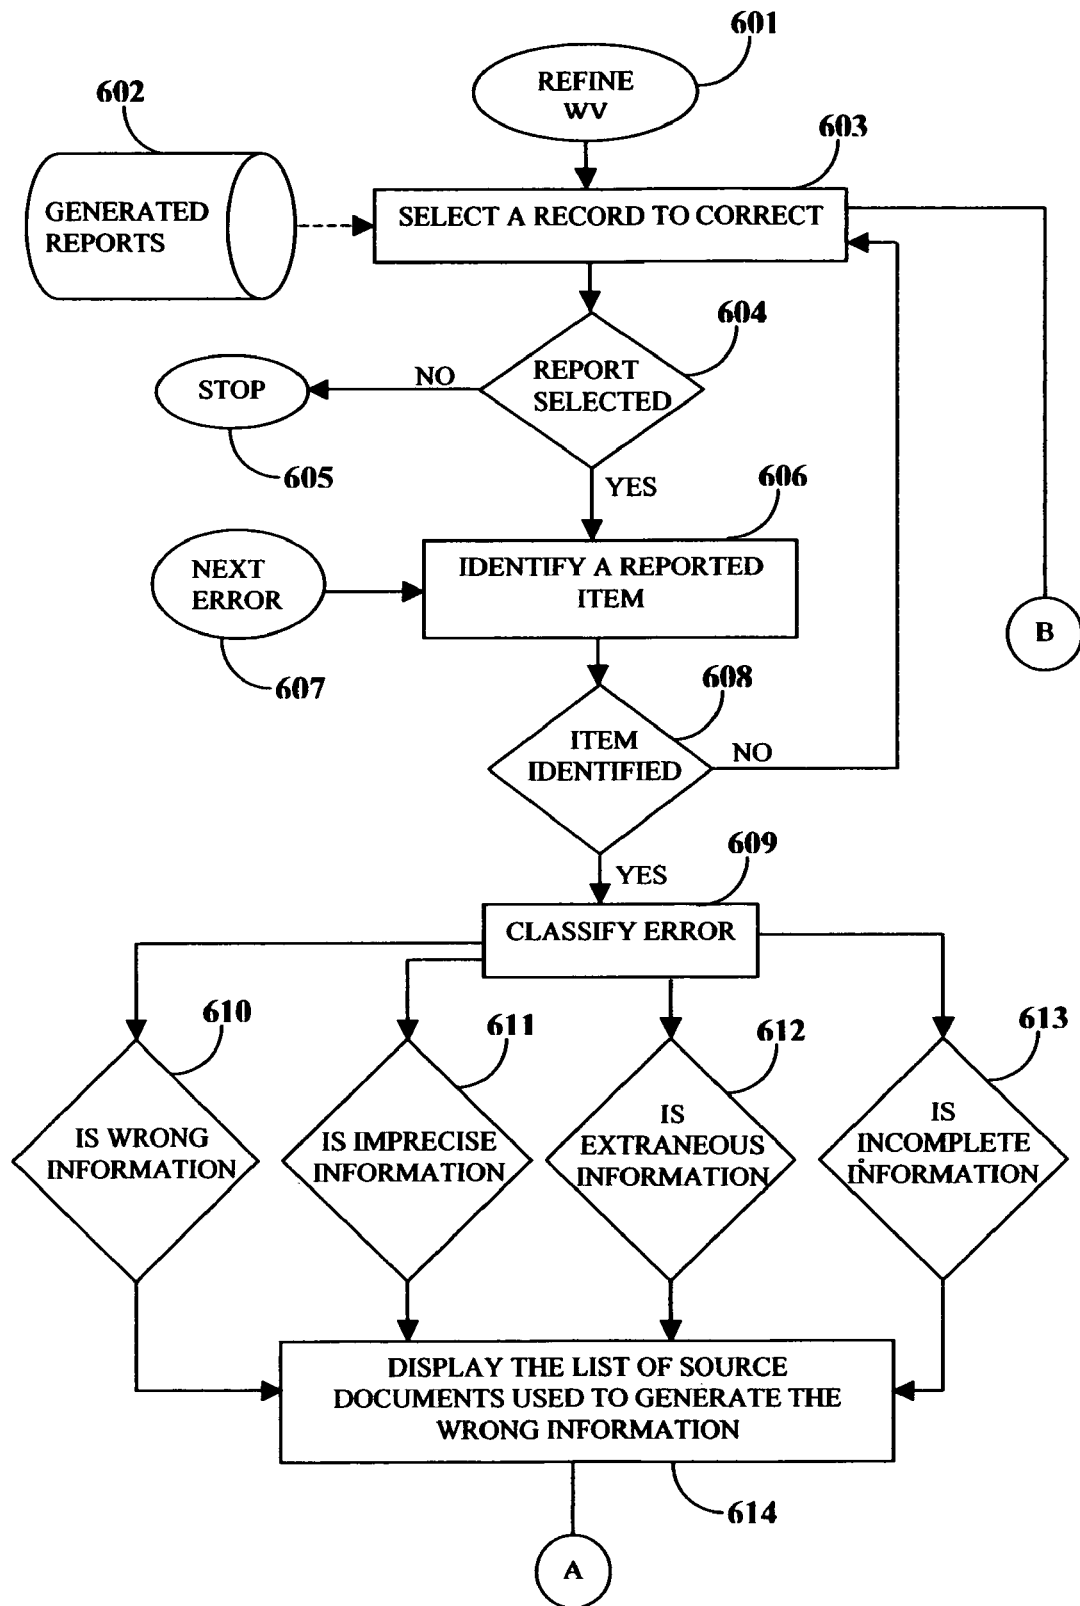 601
REFINE
WV
602
603
GENERATED
REPORTS
SELECT A RECORD TO CORRECT
604
REPORT
SELECTED
NO
STOP
605
YES
606
NEXT
ERROR
IDENTIFY A REPORTED
ITEM
B
607
608
ITEM
IDENTIFIED
NO
609
YES
CLASSIFY ERROR
610
611
612
613
IS WRONG
INFORMATION
IS IMPRECISE
INFORMATION
IS
EXTRANEOUS
INFORMATION
IS
INCOMPLETE
INFORMATION
DISPLAY THE LIST OF SOURCE
DOCUMENTS USED TO GENERATE THE
WRONG INFORMATION
614
A